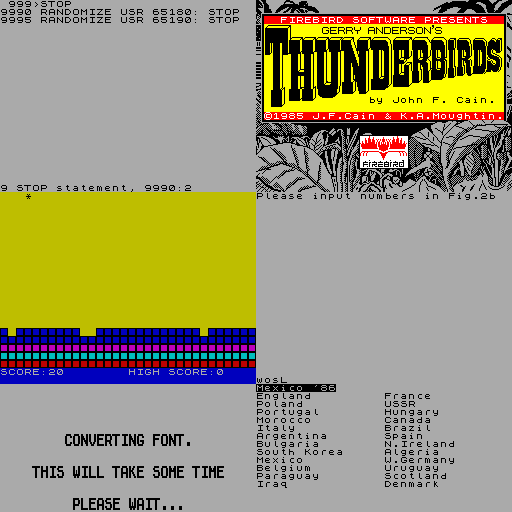 999>STOP
9990 RANDOMIZE USR 65180: STOP
9995 RANDOMIZE USR 65190: STOP
9 STOP statement, 9990:2
FIREBIRD SOFTWARE PRESENTS
GERRY ANDERSON'S
THUNDERBIRDS
by John F. Cain.
©1985 J.F.Cain & K.A.Moughtin.
FIREBIRD
*
SCORE:20 HIGH SCORE:0
Please input numbers in Fig.2b
wosL
CONVERTING FONT.
THIS WILL TAKE SOME TIME
PLEASE WAIT...
Mexico '86
England France
Poland USSR
Portugal Hungary
Morocco Canada
Italy Brazil
Argentina Spain
Bulgaria N.Ireland
South Korea Algeria
Mexico W.Germany
Belgium Uruguay
Paraguay Scotland
Iraq Denmark